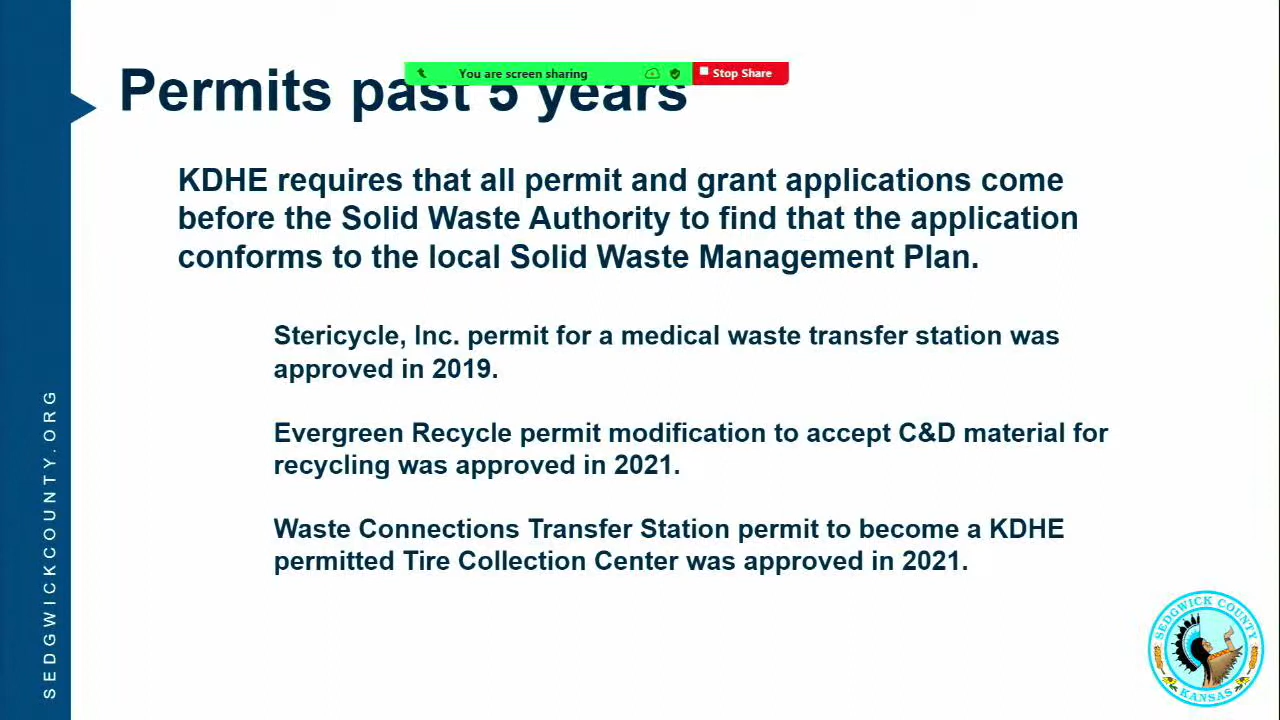 You are screen sharing
Stop Share
Permits past 5 years
KDHE requires that all permit and grant applications come
before the Solid Waste Authority to find that the application
conforms to the local Solid Waste Management Plan.
Stericycle, Inc. permit for a medical waste transfer station was
approved in 2019.
Evergreen Recycle permit modification to accept C&D material for
recycling was approved in 2021.
Waste Connections Transfer Station permit to become a KDHE
permitted Tire Collection Center was approved in 2021.
SEDGWICKCOUNTY.ORG
SEDGWICK COUNTY
KANSAS